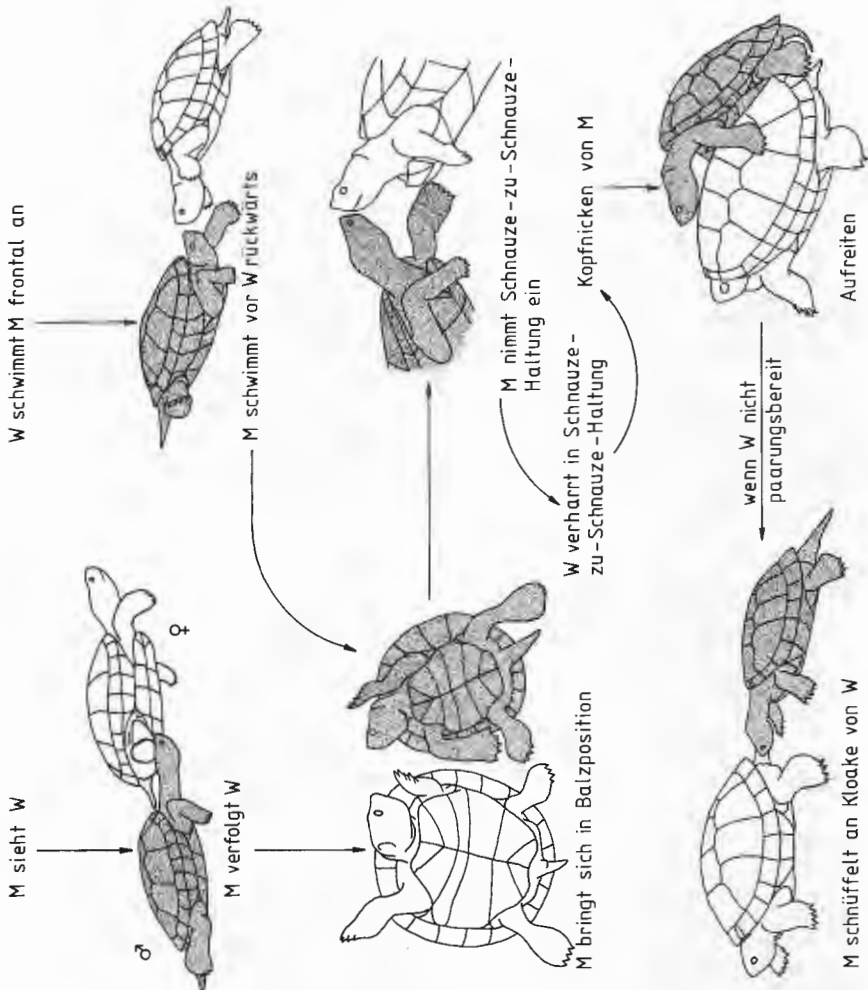 M sieht W
♂
♀
M verfolgt W
W schwimmt M frontal an
M schwimmt vor W rückwärts
M bringt sich in Balzposition
M nimmt Schnauze-zu-Schnauze-
Haltung ein
W verharrt in Schnauze-
zu-Schnauze-Haltung
Kopfnicken von M
Aufreiten
wenn W nicht
paarungsbereit
M schnüffelt an Kloake von W